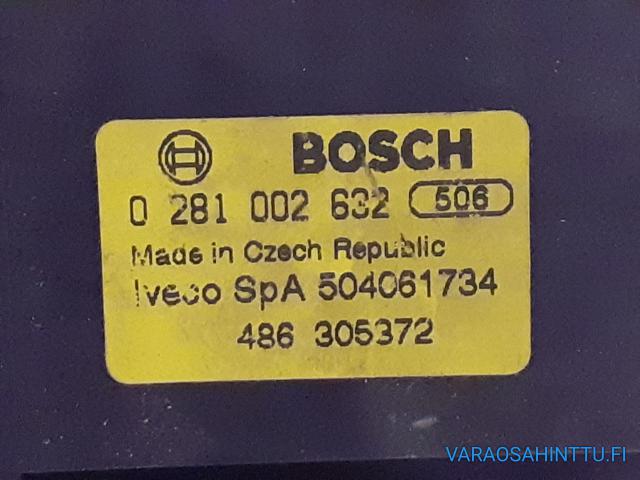 BOSCH
0 281 002 632 506
Made in Czech Republic
Iveco SpA 504061734
486 305372
VARAOSAHINTTU.FI